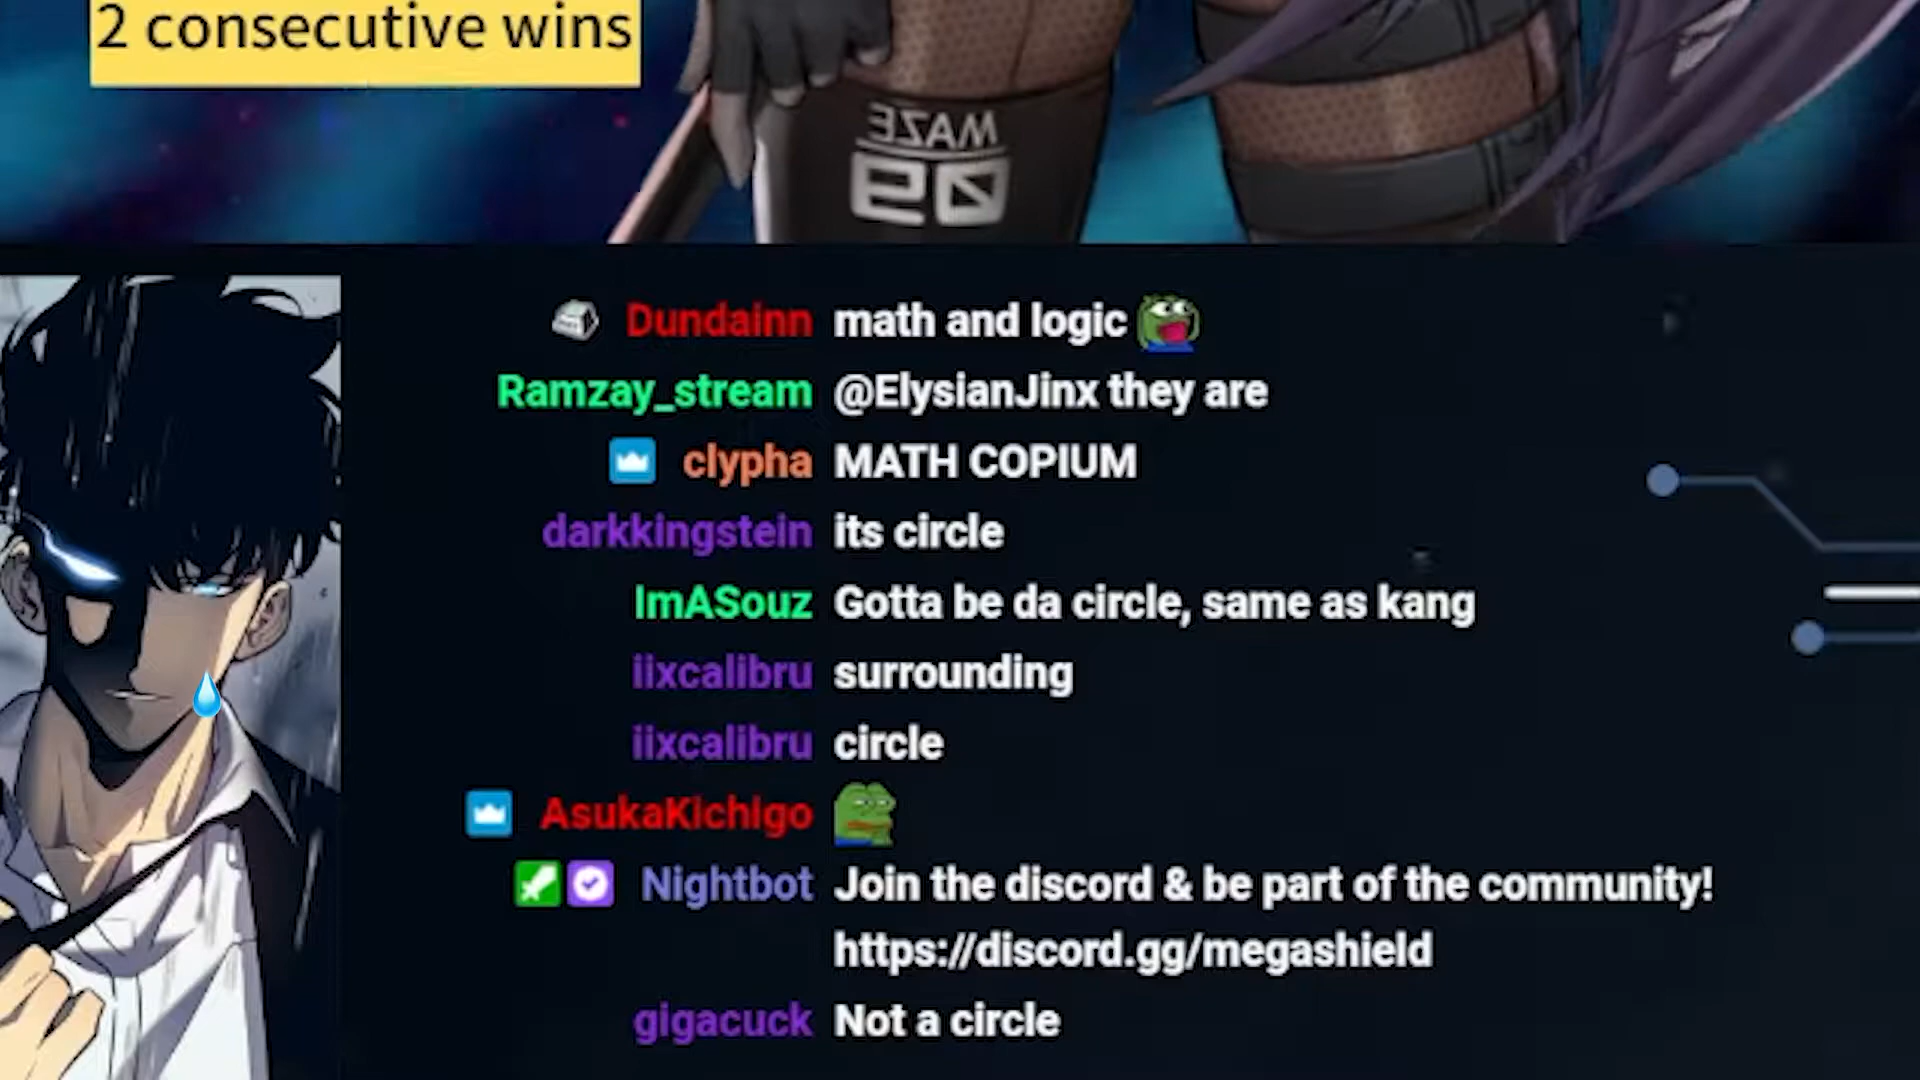 2 consecutive wins
MAZE
Dundainn math and logic
Ramzay_stream @ElysianJinx they are
clypha MATH COPIUM
darkkingstein its circle
ImASouz Gotta be da circle, same as kang
iixcalibru surrounding
iixcalibru circle
AsukaKichigo
Nightbot Join the discord & be part of the community!
https://discord.gg/megashield
gigacuck Not a circle